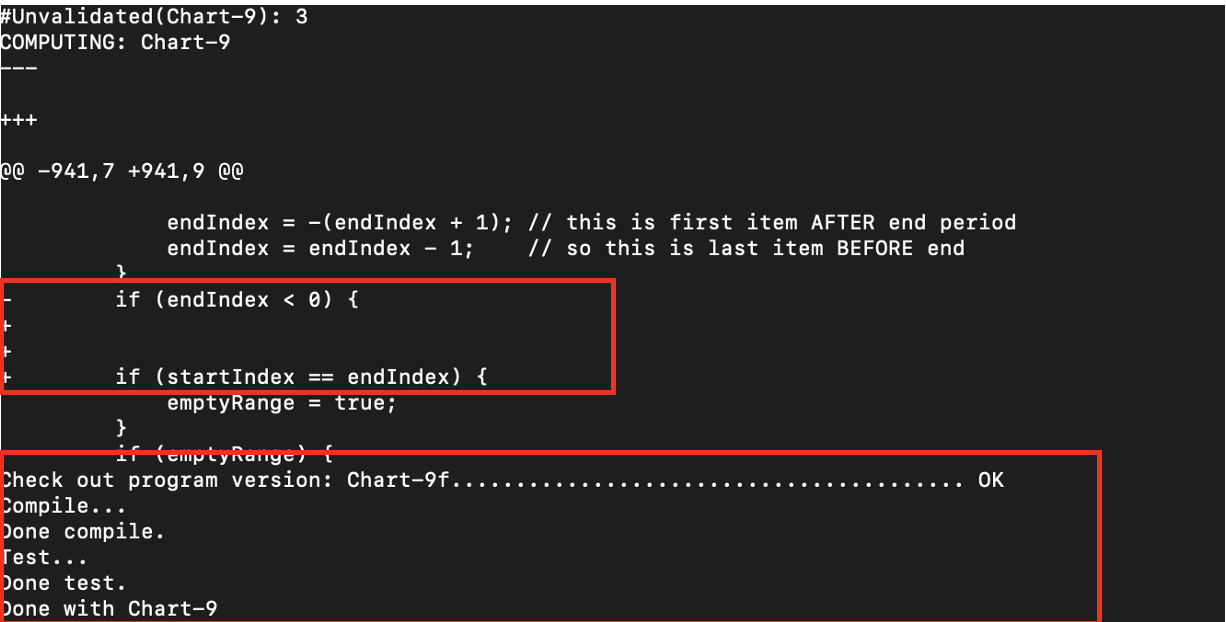 #Unvalidated(Chart-9): 3
COMPUTING: Chart-9
---
+++
@@ -941,7 +941,9 @@
endIndex = -(endIndex + 1); // this is first item AFTER end period
endIndex = endIndex - 1;    // so this is last item BEFORE end
}
-        if (endIndex < 0) {
+
+
+        if (startIndex == endIndex) {
emptyRange = true;
}
if (emptyRange) {
Check out program version: Chart-9f........................................ OK
Compile...
Done compile.
Test...
Done test.
Done with Chart-9